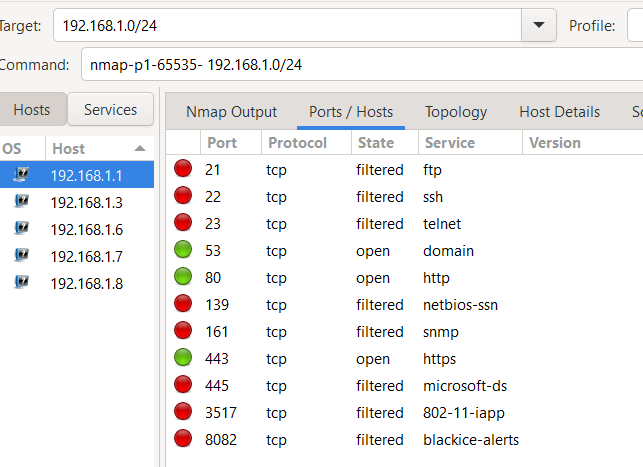 Target: 192.168.1.0/24 Profile:
Command: nmap-p1-65535- 192.168.1.0/24
Hosts Services
Nmap Output Ports / Hosts Topology Host Details
OS Host
Port Protocol State Service Version
192.168.1.1
192.168.1.3
192.168.1.6
192.168.1.7
192.168.1.8
21 tcp filtered ftp
22 tcp filtered ssh
23 tcp filtered telnet
53 tcp open domain
80 tcp open http
139 tcp filtered netbios-ssn
161 tcp filtered snmp
443 tcp open https
445 tcp filtered microsoft-ds
3517 tcp filtered 802-11-iapp
8082 tcp filtered blackice-alerts